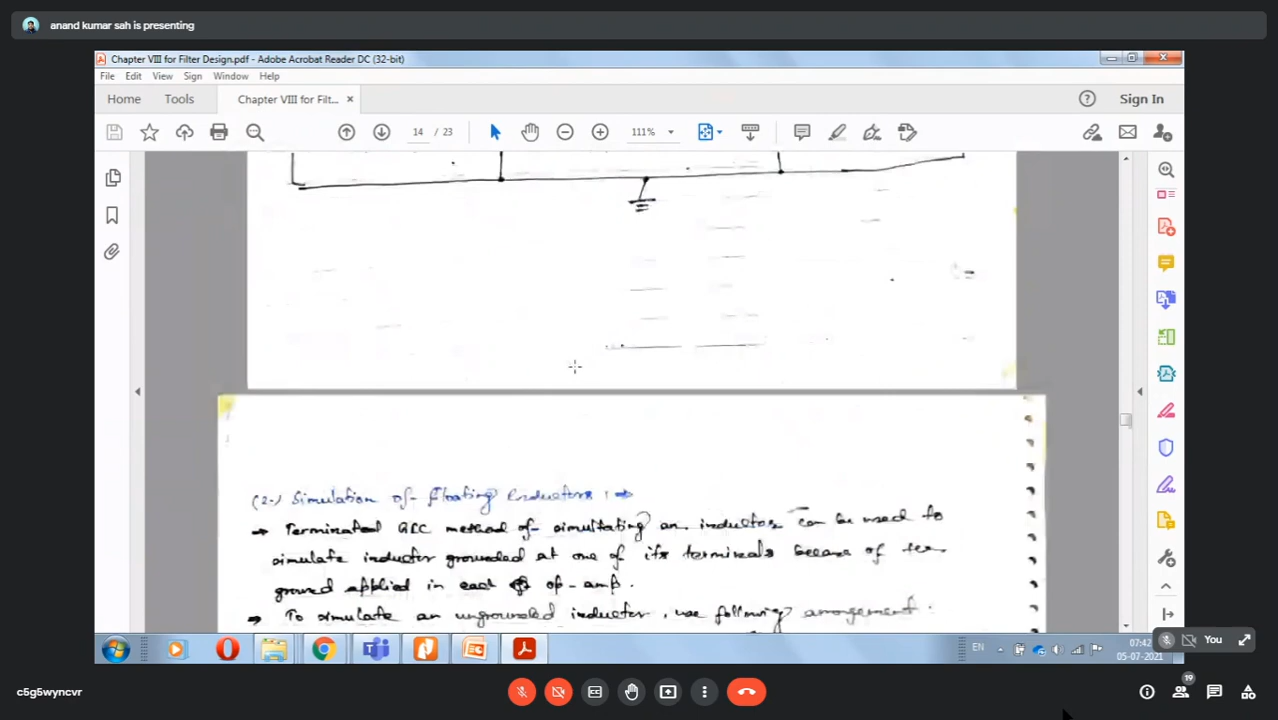 anand kumar sah is presenting
Chapter VIII for Filter Design.pdf - Adobe Acrobat Reader DC (32-bit)
File Edit View Sign Window Help
Home Tools Chapter VIII for Filt... × Sign In
14 / 23 111%
(2.) Simulation of floating inductors :→
→ Terminated GIC method of simultating an inductor can be used to
simulate inductor grounded at one of its terminals because of
ground applied in each op-amp.
→ To simulate an ungrounded inductor, use following arrangement.
EN 07:42
05-07-2021
You
c5g5wyncvr
19